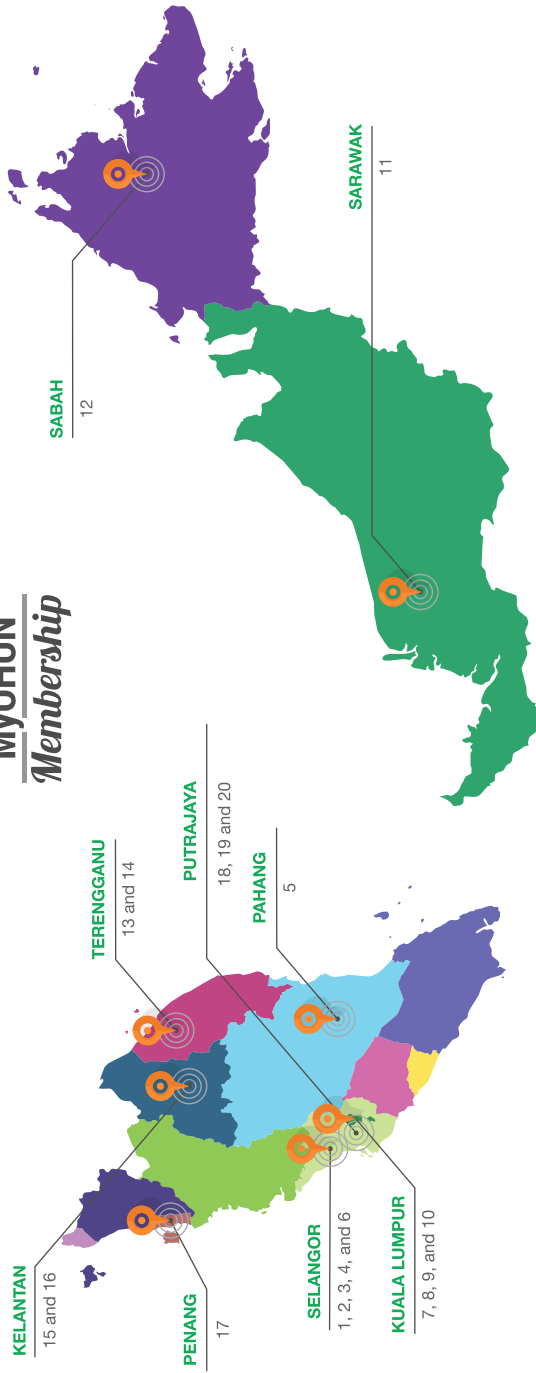 MyOHUN
Membership
KELANTAN
15 and 16
SABAH
12
TERENGGANU
13 and 14
PENANG
17
PUTRAJAYA
18, 19 and 20
PAHANG
5
SELANGOR
1, 2, 3, 4, and 6
SARAWAK
11
KUALA LUMPUR
7, 8, 9, and 10